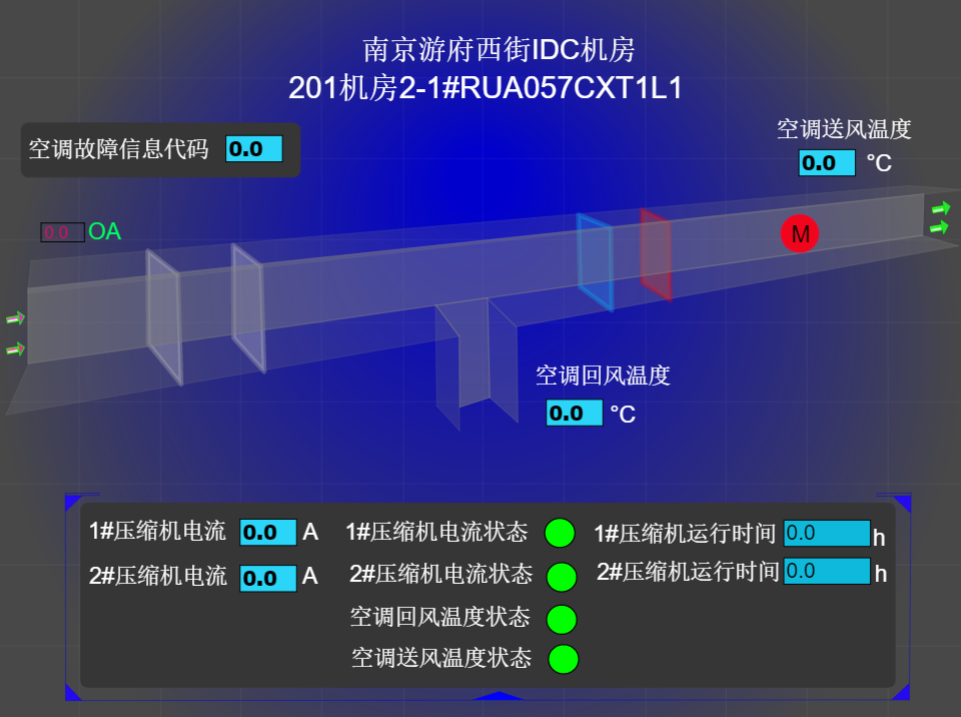 南京游府西街IDC机房
201机房2-1#RUA057CXT1L1
空调故障信息代码 0.0
空调送风温度
0.0 ℃
0.0 OA
M
空调回风温度
0.0 ℃
1#压缩机电流 0.0 A 1#压缩机电流状态 1#压缩机运行时间 0.0 h
2#压缩机电流 0.0 A 2#压缩机电流状态 2#压缩机运行时间 0.0 h
空调回风温度状态
空调送风温度状态